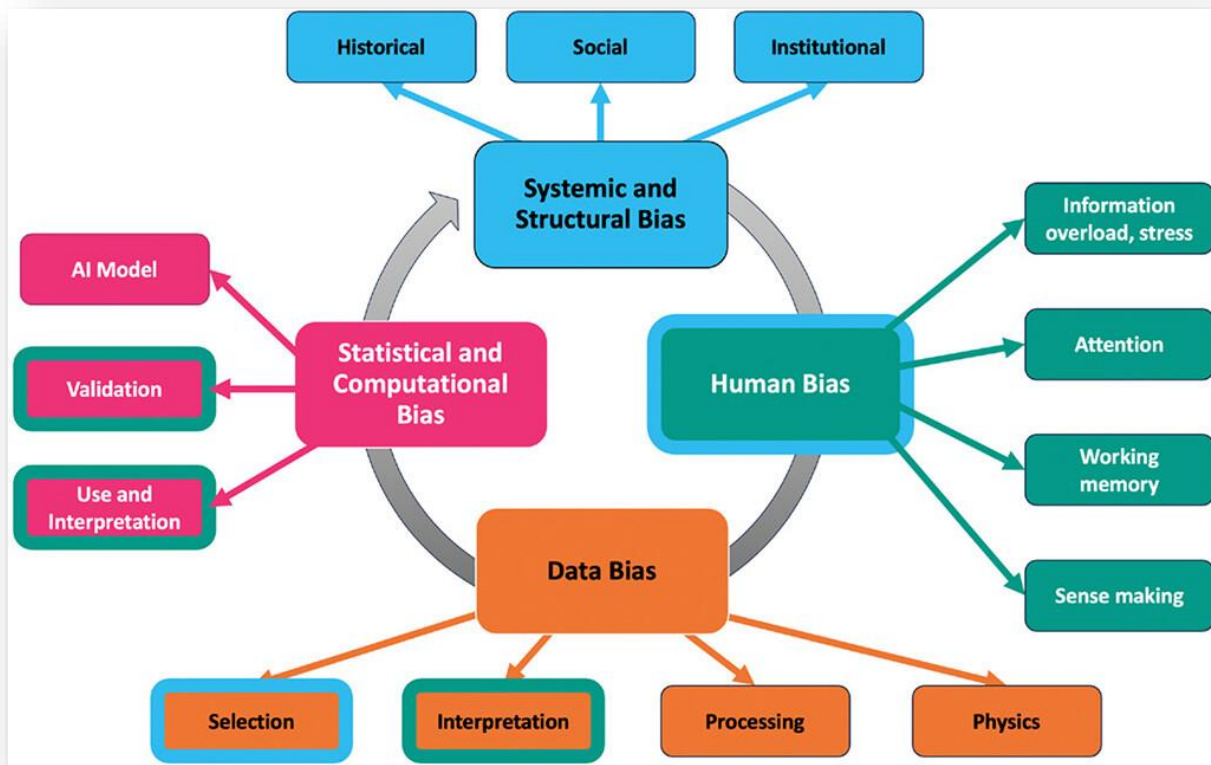 Historical
Social
Institutional
Systemic and
Structural Bias
Information
overload, stress
AI Model
Attention
Statistical and
Computational
Bias
Validation
Human Bias
Working
memory
Use and
Interpretation
Data Bias
Sense making
Selection
Interpretation
Processing
Physics